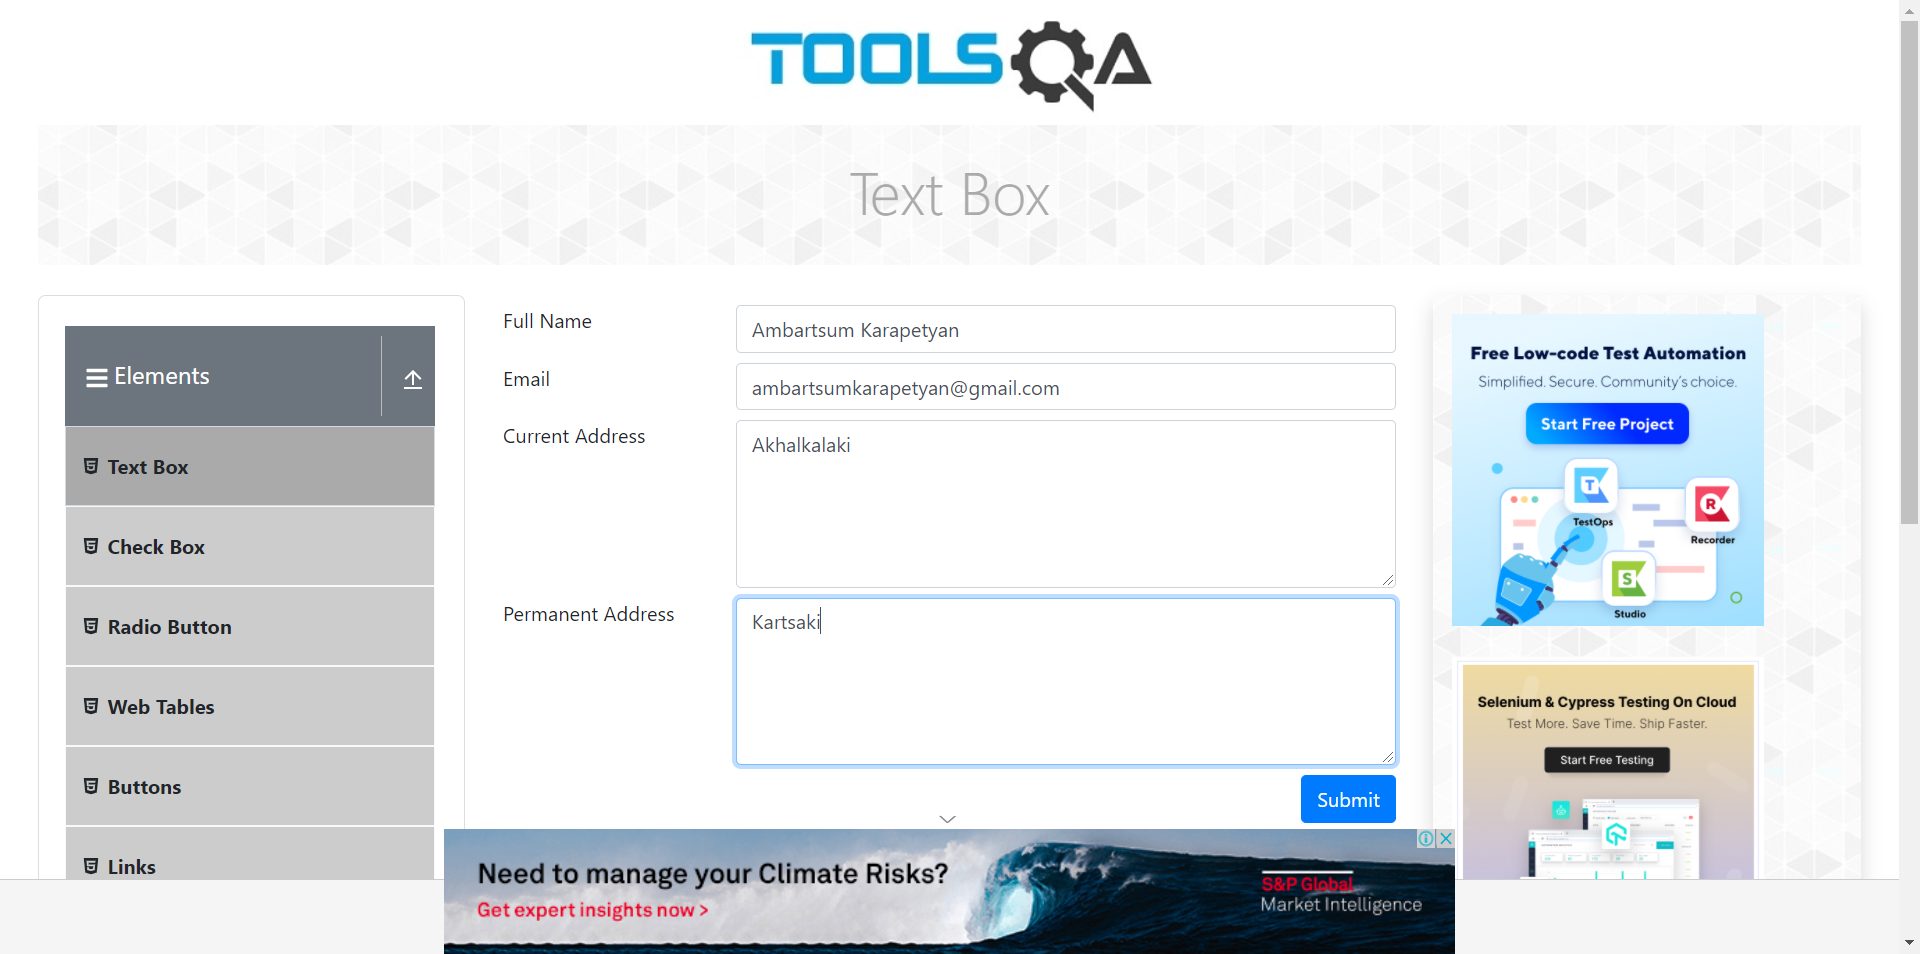 TOOLSQA
Text Box
Elements
Text Box
Check Box
Radio Button
Web Tables
Buttons
Links
Full Name
Ambartsum Karapetyan
Email
ambartsumkarapetyan@gmail.com
Current Address
Akhalkalaki
Permanent Address
Kartsaki
Submit
Free Low-code Test Automation
Simplified. Secure. Community's choice.
Start Free Project
T
TestOps
R
Recorder
S
Studio
Selenium & Cypress Testing On Cloud
Test More. Save Time. Ship Faster.
Start Free Testing
Need to manage your Climate Risks?
Get expert insights now >
S&P Global
Market Intelligence